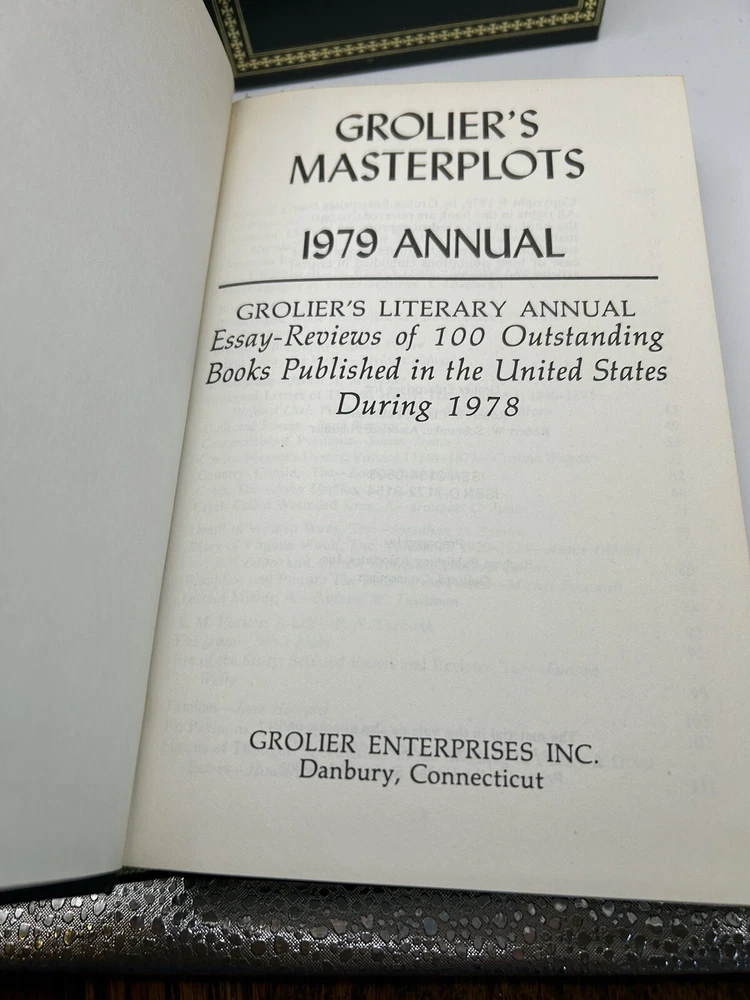 GROLIER'S
MASTERPLOTS
1979 ANNUAL
GROLIER'S LITERARY ANNUAL
Essay-Reviews of 100 Outstanding
Books Published in the United States
During 1978
GROLIER ENTERPRISES INC.
Danbury, Connecticut